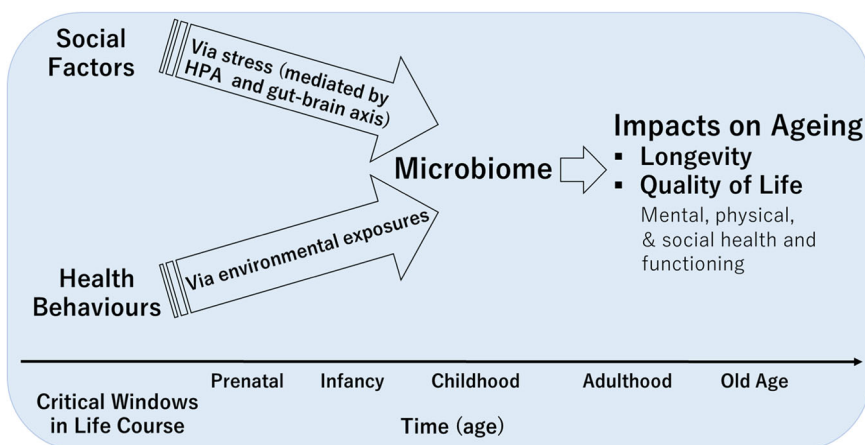 Social
Factors
Via stress (mediated by
HPA and gut-brain axis)
Microbiome
Health
Behaviours
Via environmental exposures
Impacts on Ageing
▪ Longevity
▪ Quality of Life
Mental, physical,
& social health and
functioning
Prenatal Infancy Childhood Adulthood Old Age
Critical Windows
in Life Course
Time (age)